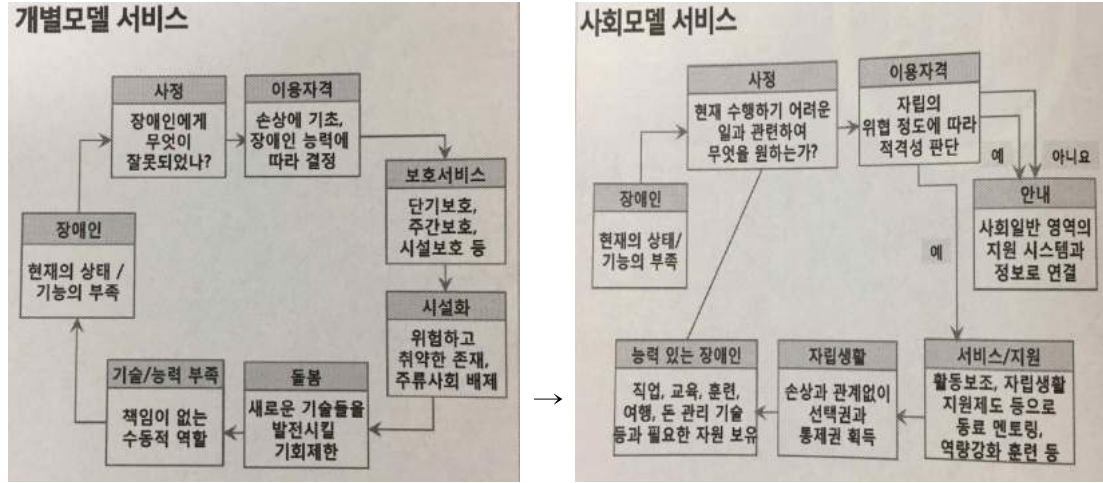 개별모델 서비스
사정
장애인에게
무엇이
잘못되었나?
이용자격
손상에 기초,
장애인 능력에
따라 결정
보호서비스
단기보호,
주간보호,
시설보호 등
장애인
현재의 상태 /
기능의 부족
시설화
위험하고
취약한 존재,
주류사회 배제
기술/능력 부족
책임이 없는
수동적 역할
돌봄
새로운 기술들을
발전시킬
기회제한
→
사회모델 서비스
사정
현재 수행하기 어려운
일과 관련하여
무엇을 원하는가?
이용자격
자립의
위협 정도에 따라
적격성 판단
예
아니요
장애인
현재의 상태/
기능의 부족
안내
사회일반 영역의
지원 시스템과
정보로 연결
예
능력 있는 장애인
직업, 교육, 훈련,
여행, 돈 관리 기술
등과 필요한 자원 보유
자립생활
손상과 관계없이
선택권과
통제권 획득
서비스/지원
활동보조, 자립생활
지원제도 등으로
동료 멘토링,
역량강화 훈련 등